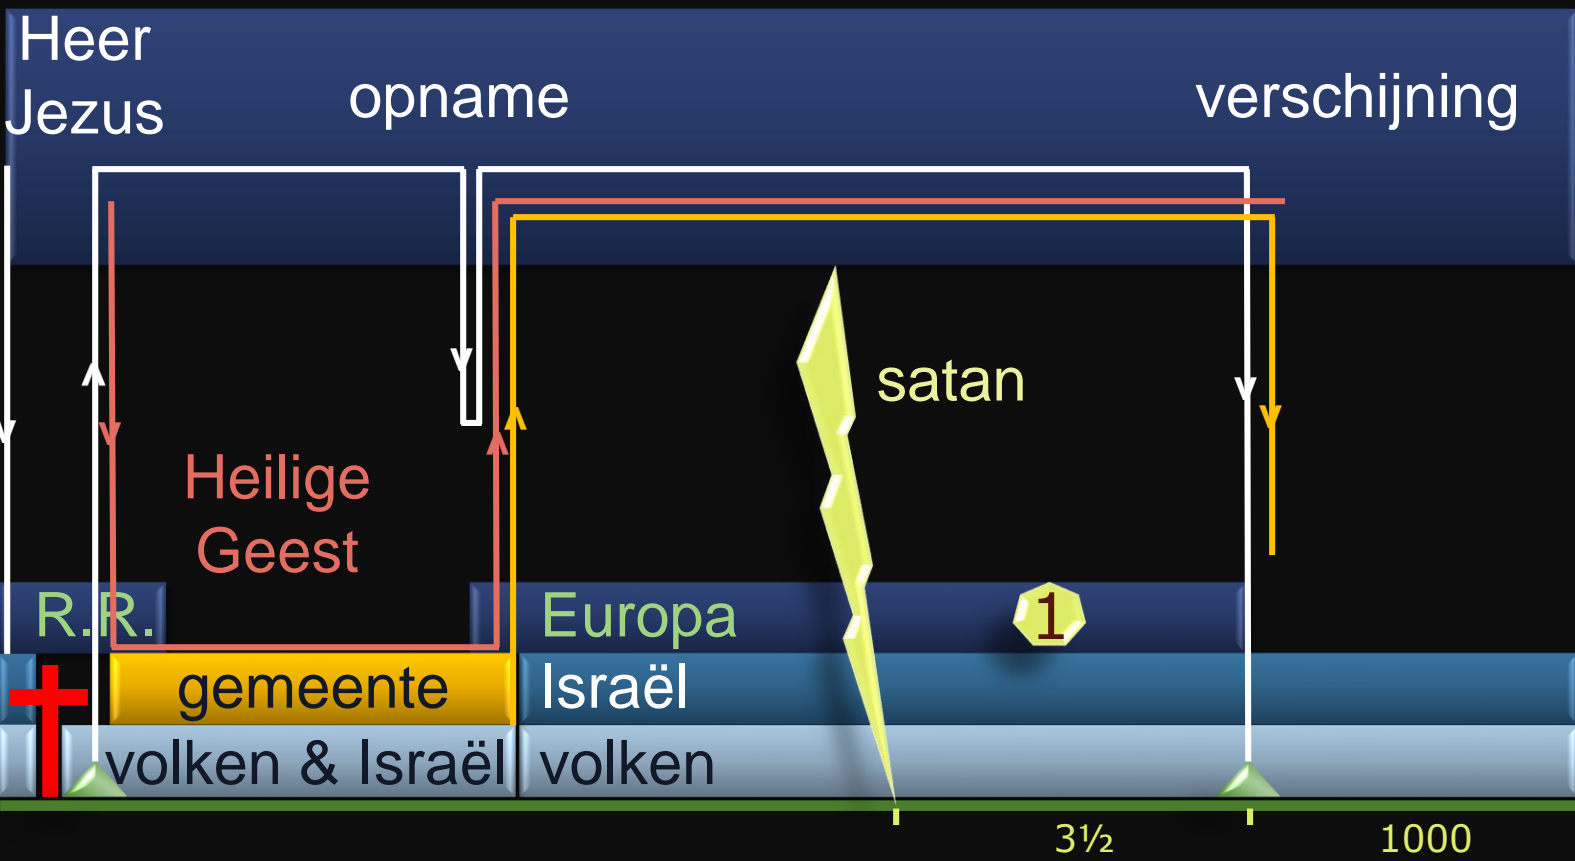 Heer
Jezus
opname
verschijning
satan
Heilige
Geest
R.R.
Europa
1
gemeente
Israël
volken & Israël
volken
3½
1000